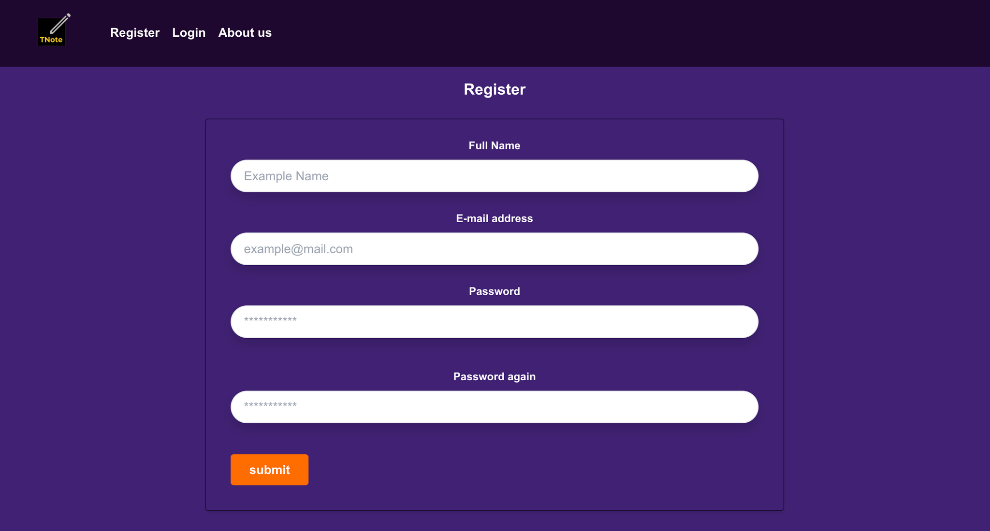 TNote
Register Login About us
Register
Full Name
Example Name
E-mail address
example@mail.com
Password
***********
Password again
***********
submit